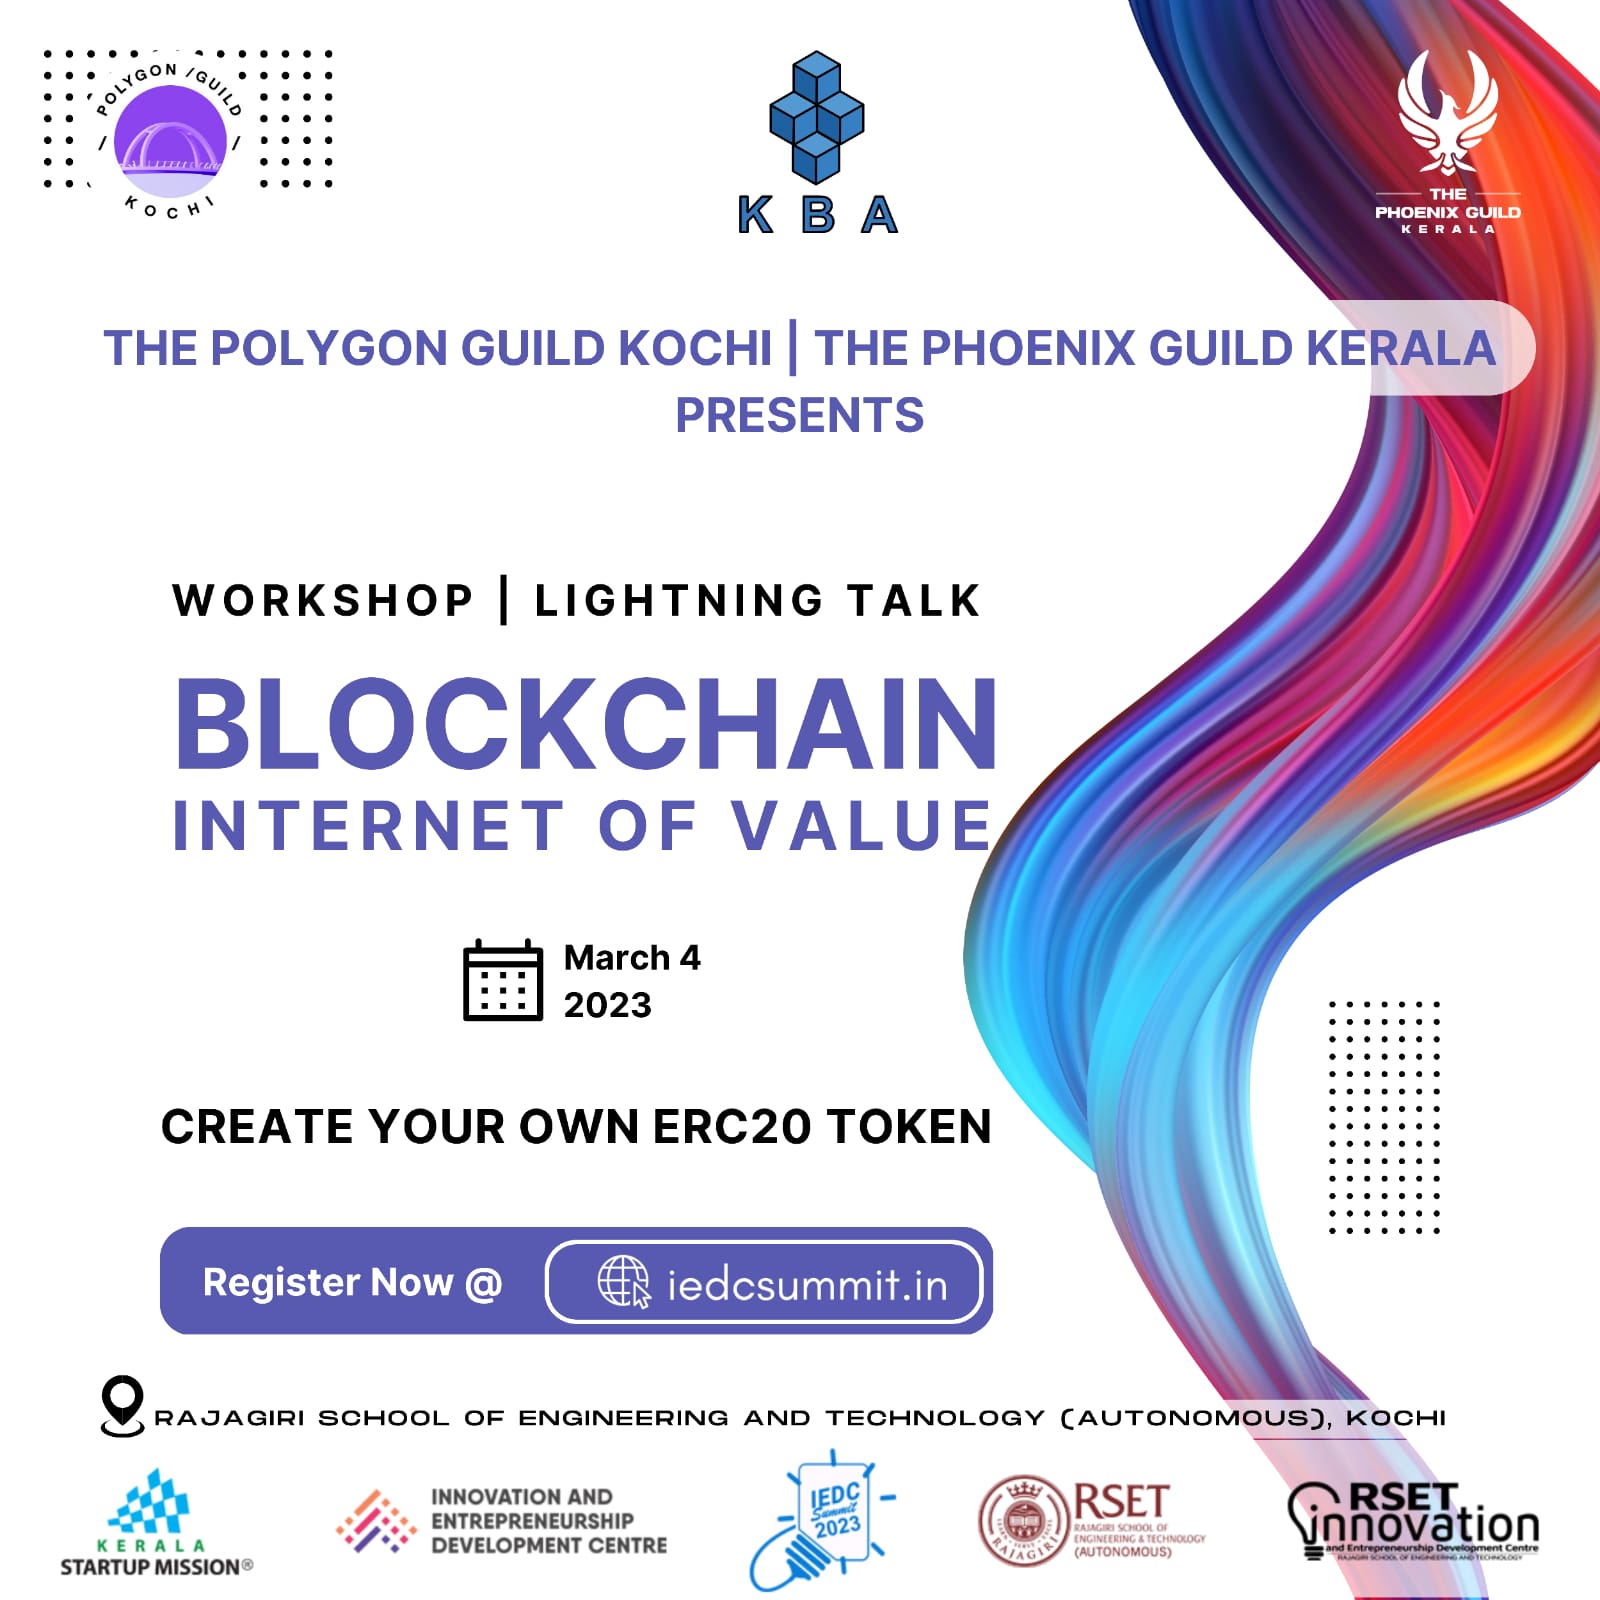 POLYGON /GUILD
KOCHI
KBA
THE
PHOENIX GUILD
KERALA
THE POLYGON GUILD KOCHI | THE PHOENIX GUILD KERALA
PRESENTS
WORKSHOP | LIGHTNING TALK
BLOCKCHAIN
INTERNET OF VALUE
March 4
2023
CREATE YOUR OWN ERC20 TOKEN
Register Now @ iedcsummit.in
RAJAGIRI SCHOOL OF ENGINEERING AND TECHNOLOGY (AUTONOMOUS), KOCHI
KERALA
STARTUP MISSION®
INNOVATION AND
ENTREPRENEURSHIP
DEVELOPMENT CENTRE
IEDC
Summit
2023
RAJAGIRI
RSET
RAJAGIRI SCHOOL OF
ENGINEERING & TECHNOLOGY
(AUTONOMOUS)
RSET
innovation
and Entrepreneurship Development Centre
RAJAGIRI SCHOOL OF ENGINEERING AND TECHNOLOGY